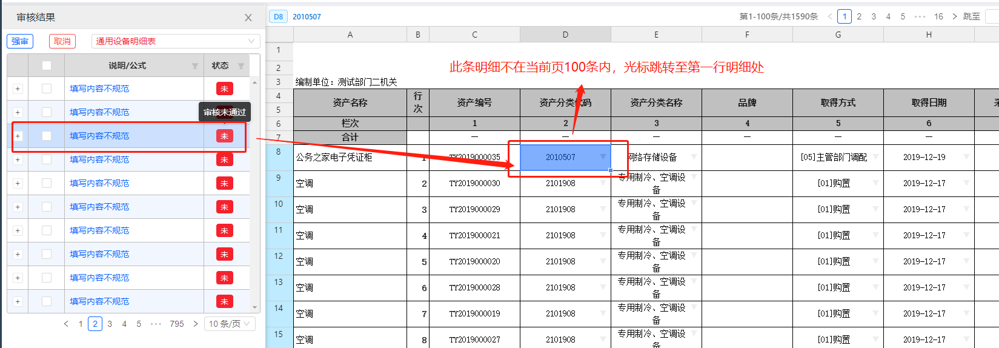 审核结果
强审 取消 通用设备明细表
说明/公式 状态
填写内容不规范 未
填写内容不规范
审核未通过
填写内容不规范 未
填写内容不规范 未
填写内容不规范 未
填写内容不规范 未
填写内容不规范 未
填写内容不规范 未
填写内容不规范 未
填写内容不规范 未
< 1 2 3 4 5 ··· 795 > 10 条/页
D8 2010507 第1-100条/共1590条 < 1 2 3 4 5 ··· 16 > 跳至
A B C D E F G H
1
2 此条明细不在当前页100条内，光标跳转至第一行明细处
3 编制单位：测试部门二机关
4 5 资产名称 行次 资产编号 资产分类代码 资产分类名称 品牌 取得方式 取得日期
6 栏次 1 2 3 4 5 6
7 合计 — — — — — —
8 公务之家电子凭证柜 1 TY2019000035 2010507 网络存储设备 [05]主管部门调配 2019-12-19
9 空调 2 TY2019000030 2101908 专用制冷、空调设备 [01]购置 2019-12-17
10 空调 3 TY2019000029 2101908 专用制冷、空调设备 [01]购置 2019-12-17
11 空调 4 TY2019000021 2101908 专用制冷、空调设备 [01]购置 2019-12-17
12 空调 5 TY2019000020 2101908 专用制冷、空调设备 [01]购置 2019-12-17
13 空调 6 TY2019000028 2101908 专用制冷、空调设备 [01]购置 2019-12-17
14 空调 7 TY2019000019 2101908 专用制冷、空调设备 [01]购置 2019-12-17
15 空调 8 TY2019000027 2101908 专用制冷、空调设备 [01]购置 2019-12-17